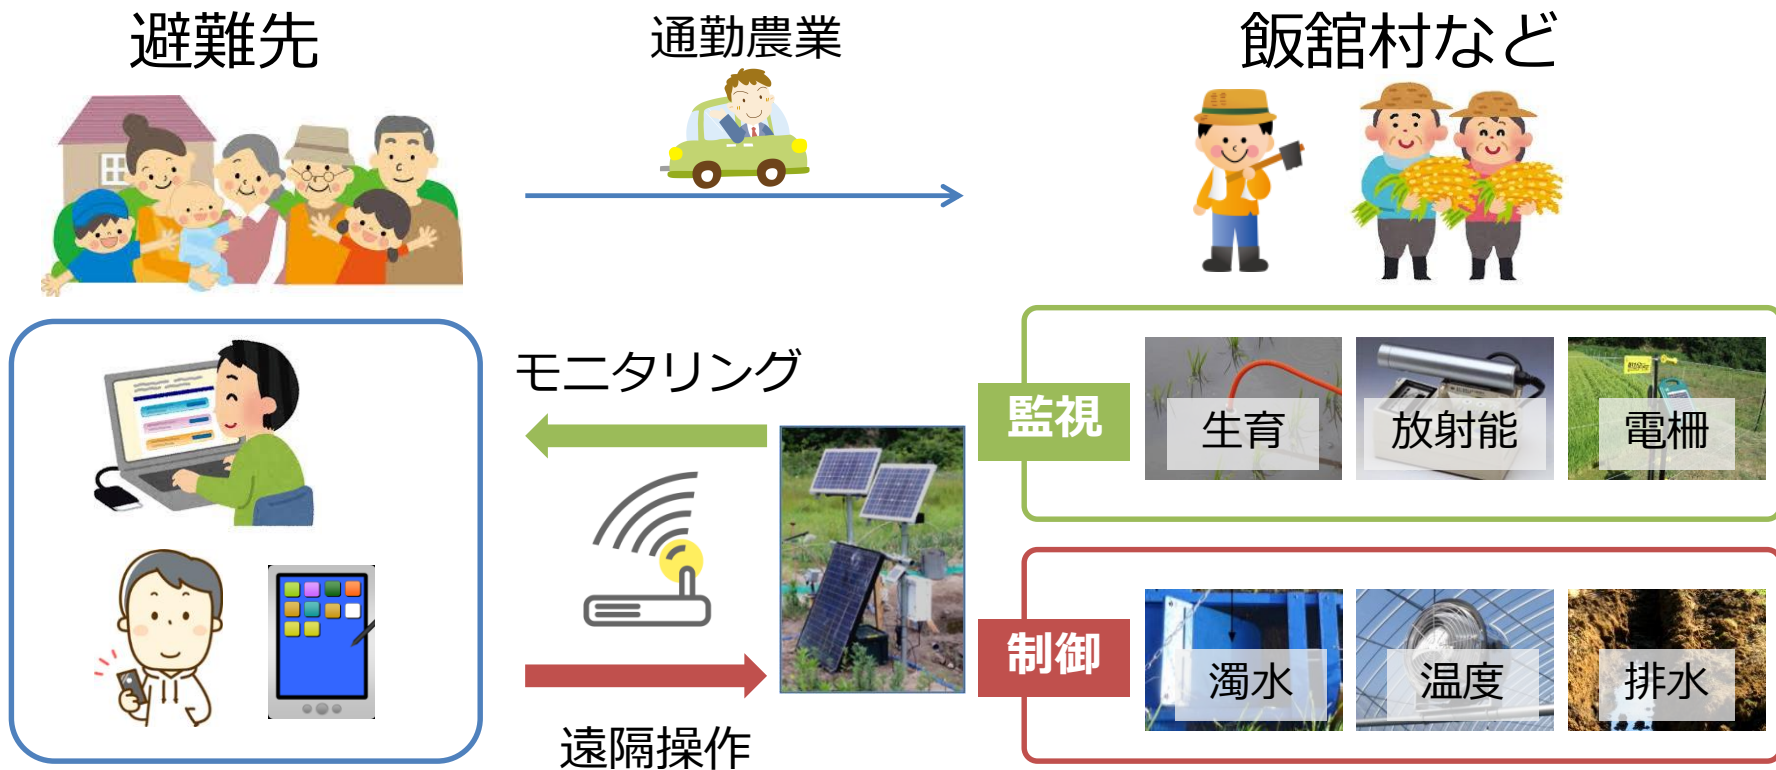 避難先
通勤農業
飯舘村など
モニタリング
監視
生育
放射能
電柵
制御
濁水
温度
排水
遠隔操作